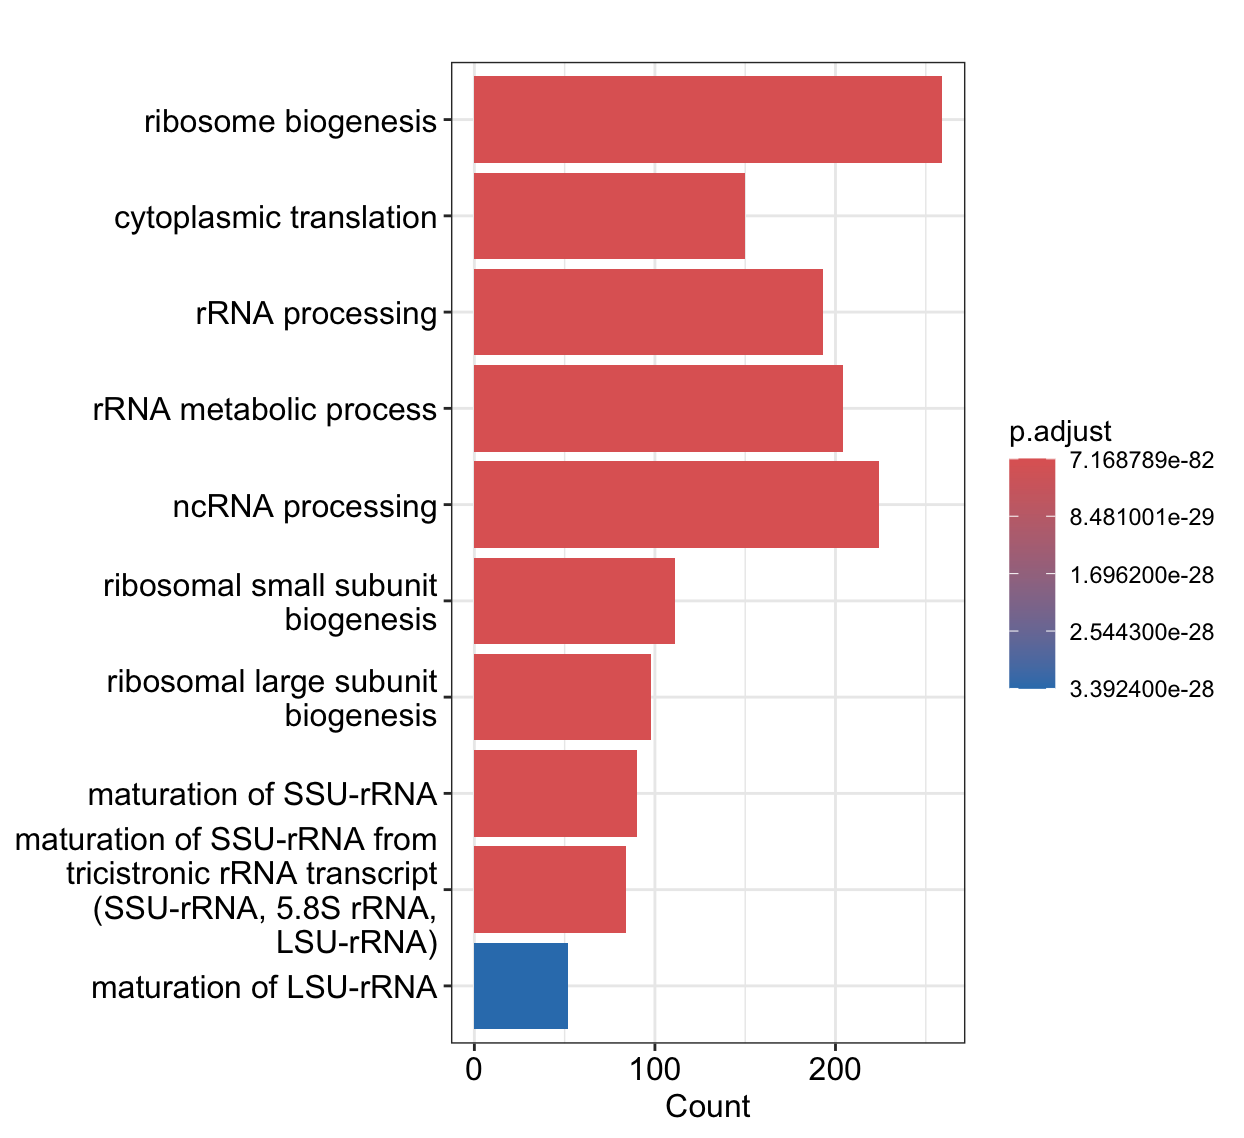 ribosome biogenesis
cytoplasmic translation
rRNA processing
rRNA metabolic process
ncRNA processing
ribosomal small subunit
biogenesis
ribosomal large subunit
biogenesis
maturation of SSU-rRNA
maturation of SSU-rRNA from
tricistronic rRNA transcript
(SSU-rRNA, 5.8S rRNA,
LSU-rRNA)
maturation of LSU-rRNA
0 100 200
Count
p.adjust
7.168789e-82
8.481001e-29
1.696200e-28
2.544300e-28
3.392400e-28